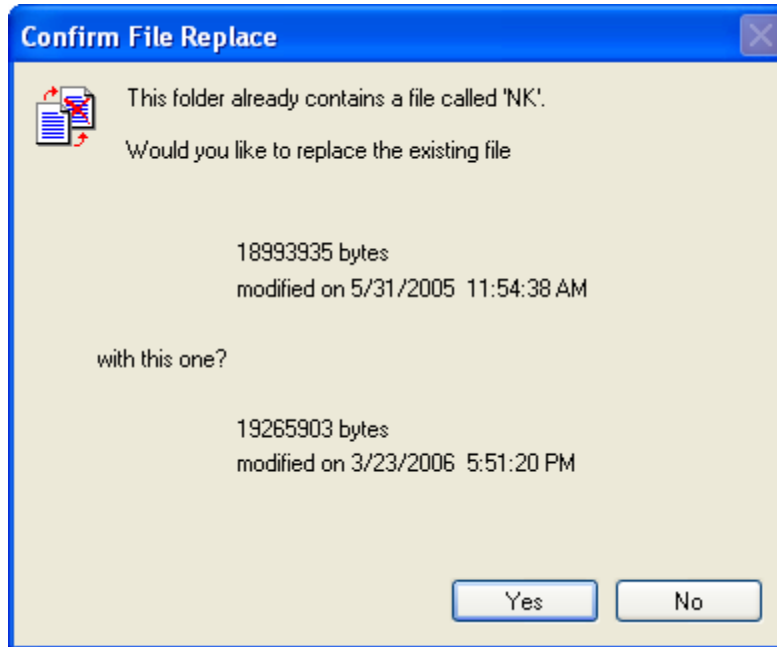 Confirm File Replace
This folder already contains a file called 'NK'.
Would you like to replace the existing file
18993935 bytes
modified on 5/31/2005  11:54:38 AM
with this one?
19265903 bytes
modified on 3/23/2006  5:51:20 PM
Yes
No